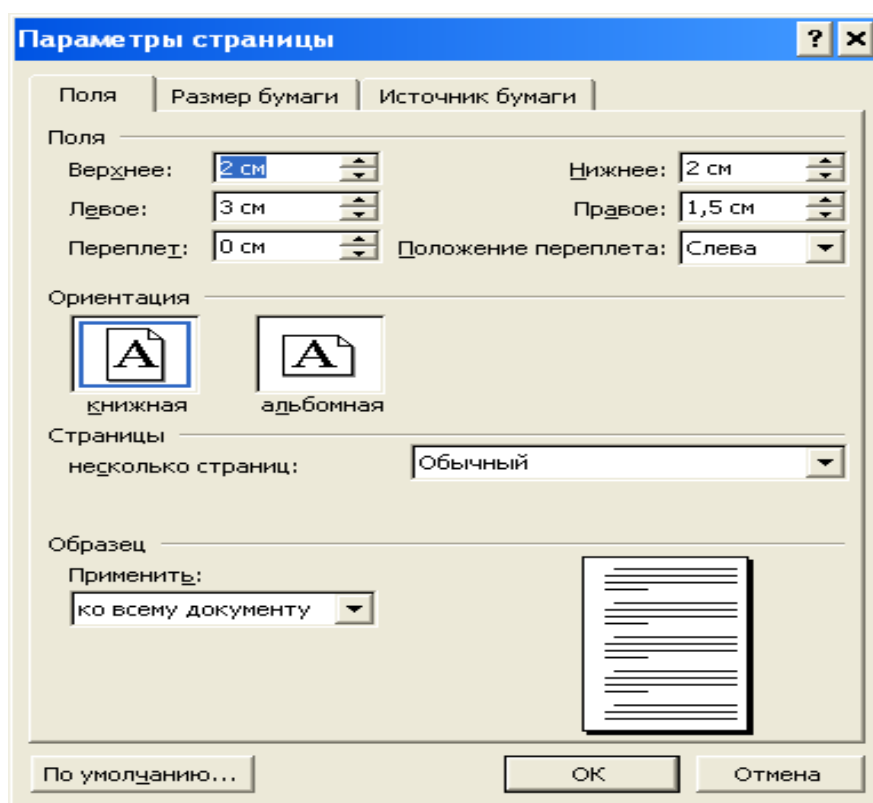 Параметры страницы
Поля Размер бумаги Источник бумаги
Поля
Верхнее: 2 см Нижнее: 2 см
Левое: 3 см Правое: 1,5 см
Переплет: 0 см Положение переплета: Слева
Ориентация
A A
книжная альбомная
Страницы
несколько страниц: Обычный
Образец
Применить:
ко всему документу
По умолчанию... ОК Отмена